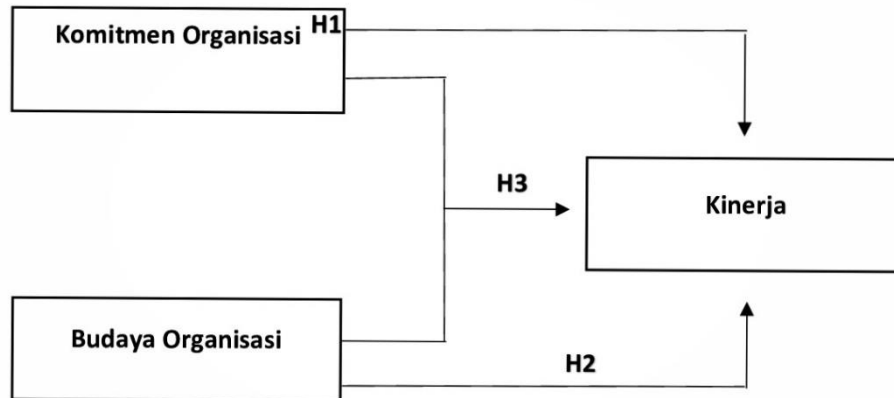 Komitmen Organisasi H1
H3
Kinerja
Budaya Organisasi
H2